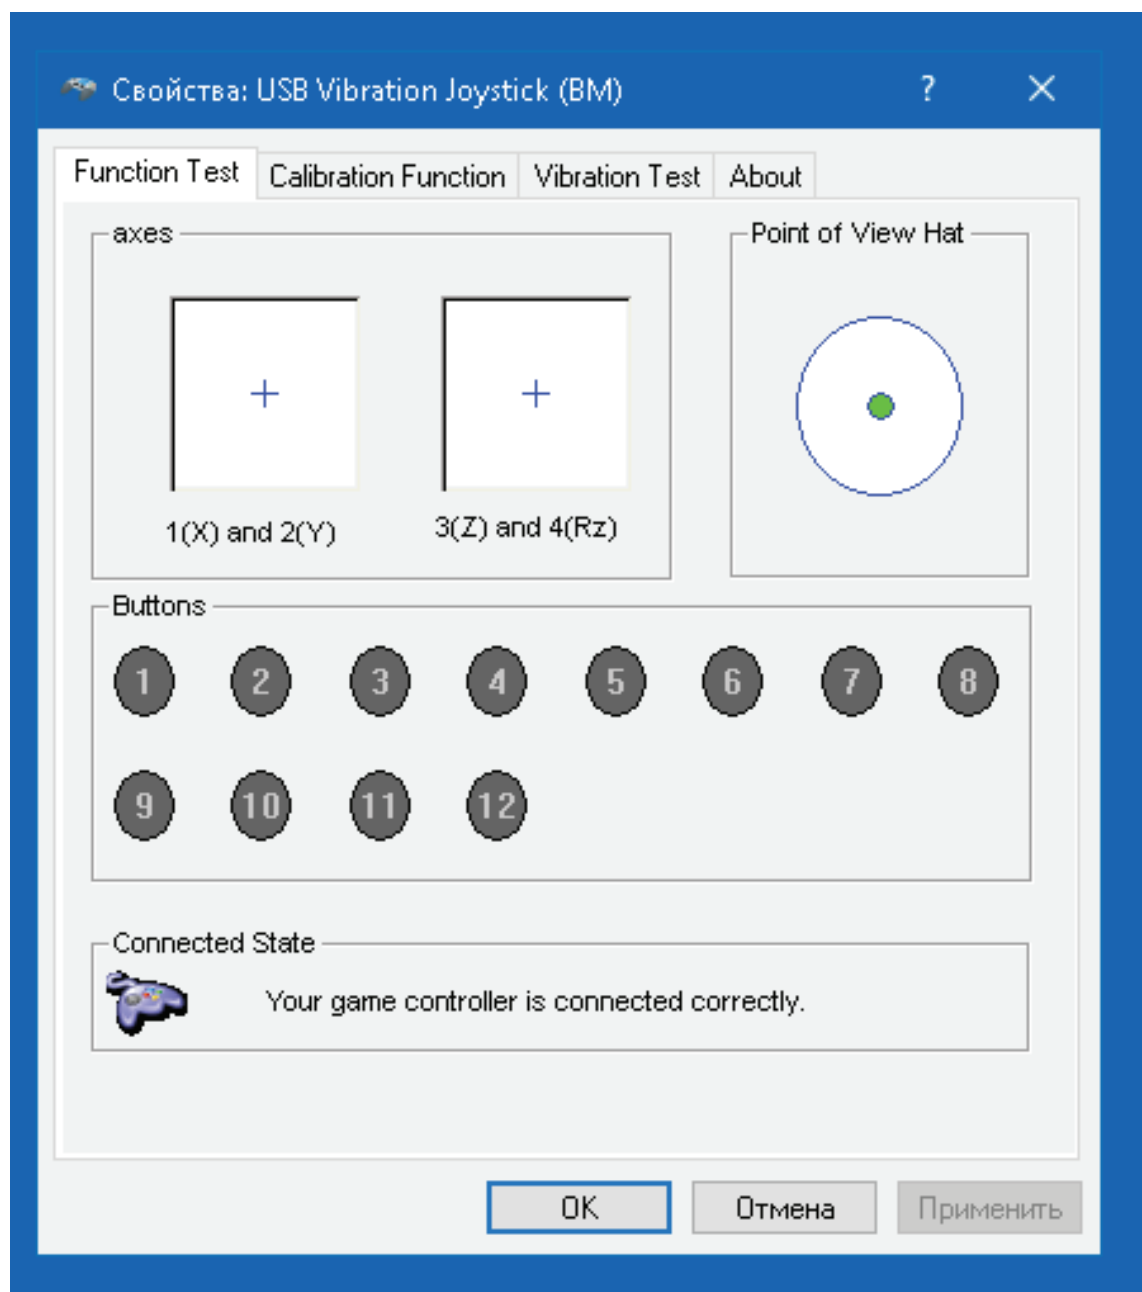 Свойства: USB Vibration Joystick (BM)
?
Function Test
Calibration Function
Vibration Test
About
axes
Point of View Hat
1(X) and 2(Y)
3(Z) and 4(Rz)
Buttons
1 2 3 4 5 6 7 8
9 10 11 12
Connected State
Your game controller is connected correctly.
OK
Отмена
Применить